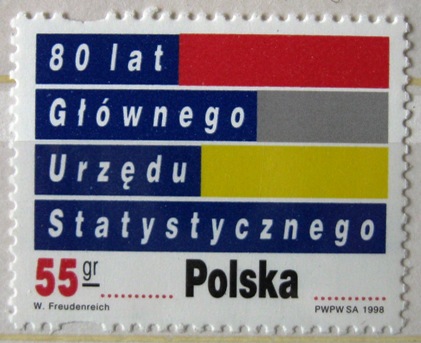 80 lat
Głównego
Urzędu
Statystycznego
55 gr Polska
W. Freudenreich PWPW SA 1998